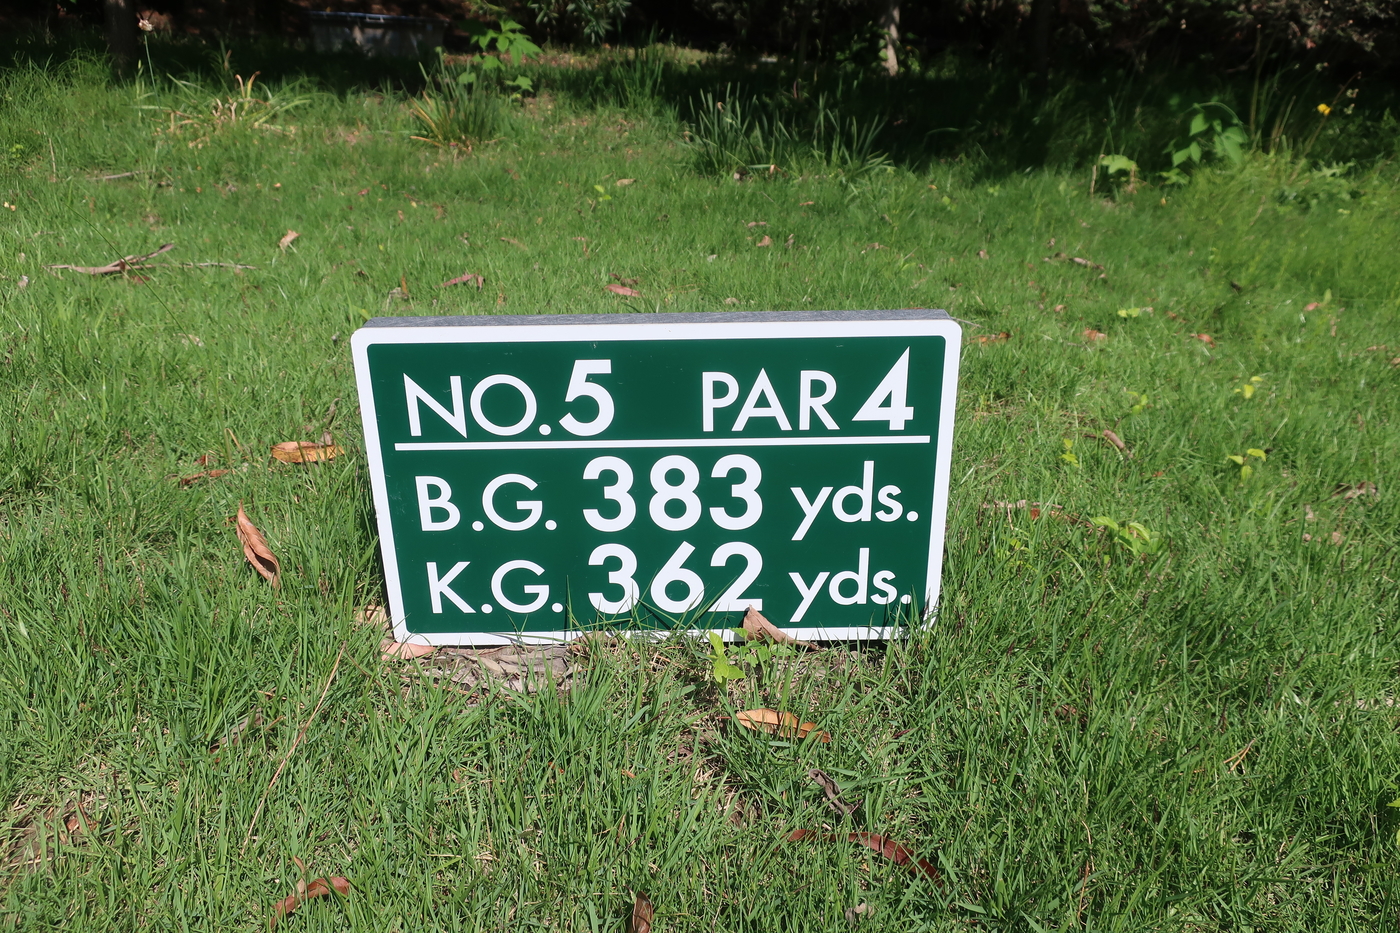 NO.5 PAR 4
B.G. 383 yds.
K.G. 362 yds.